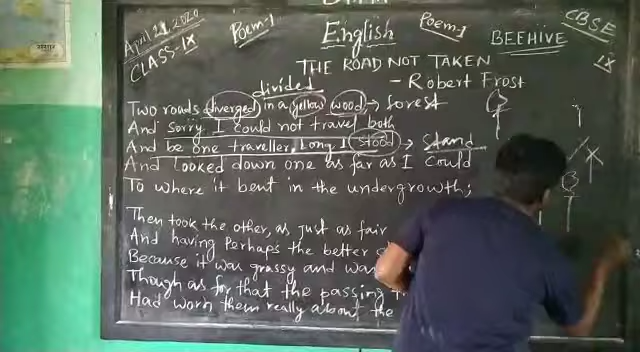 April 21, 2020
CLASS-IX
Poem-1
English
Poem-1
BEEHIVE
CBSE
IX
THE ROAD NOT TAKEN
- Robert Frost
divided
Two roads diverged in a yellow wood → forest
And sorry I could not travel both
And be one traveller, Long I stood → Stand
And looked down one as far as I could
To where it bent in the undergrowth;
Then took the other, as just as fair
And having Perhaps the better
Because it was grassy and
Though as for that the passing
Had worn them really about the